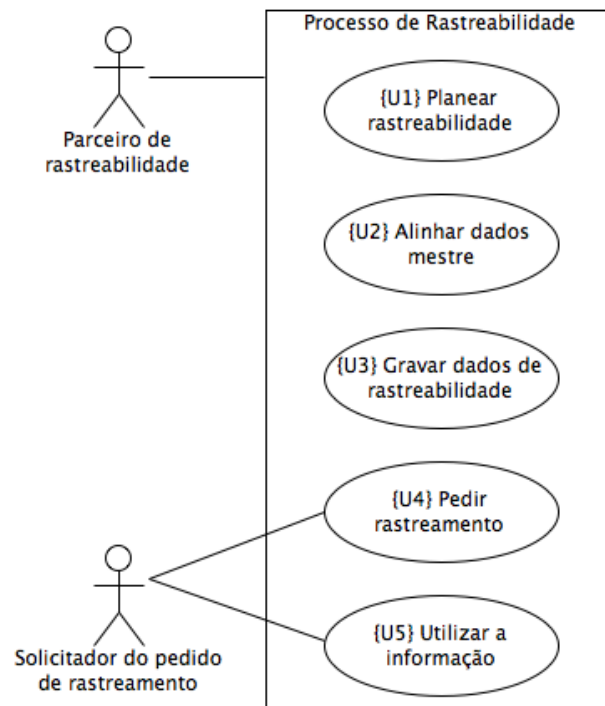 Processo de Rastreabilidade
{U1} Planear
rastreabilidade
Parceiro de
rastreabilidade
{U2} Alinhar dados
mestre
{U3} Gravar dados de
rastreabilidade
{U4} Pedir
rastreamento
{U5} Utilizar a
informação
Solicitador do pedido
de rastreamento